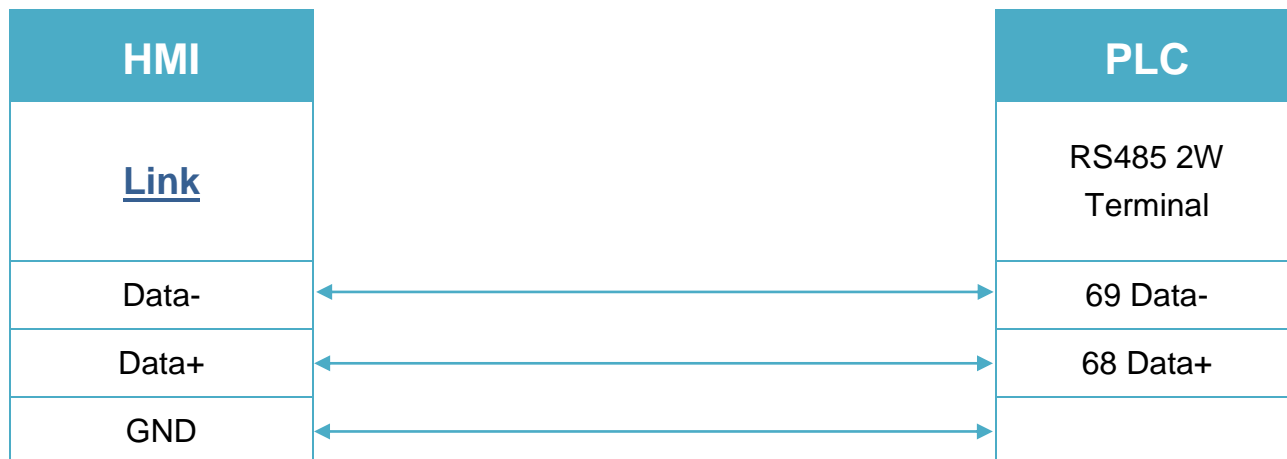 HMI
PLC
Link
RS485 2W
Terminal
Data-
69 Data-
Data+
68 Data+
GND